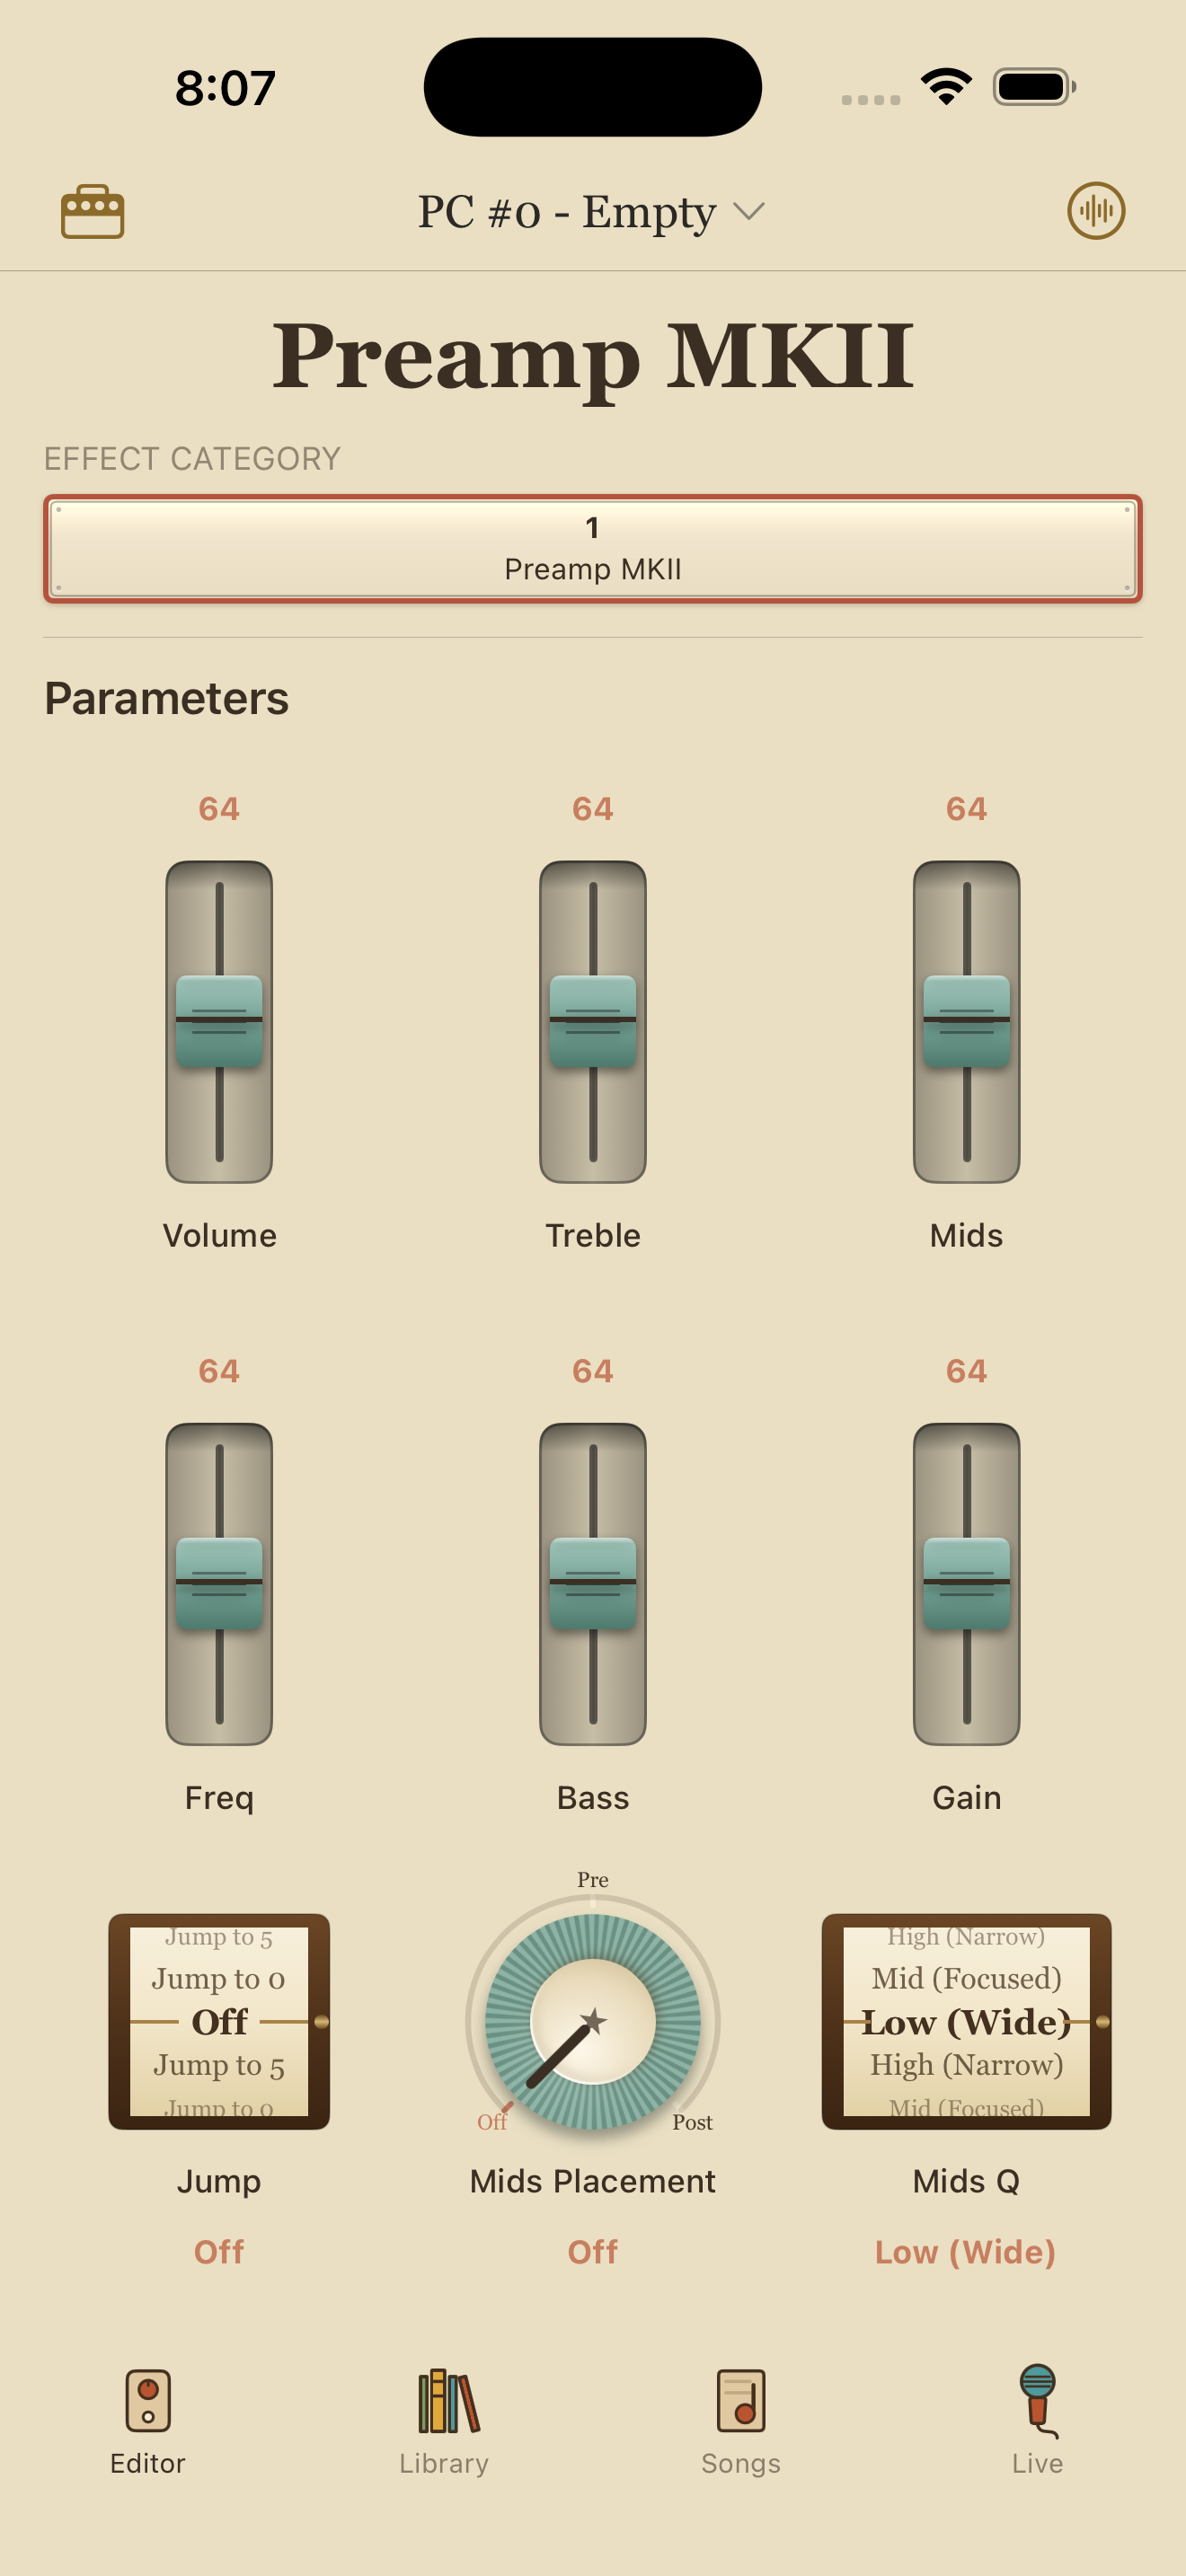 8:07
PC #0 - Empty
Preamp MKII
EFFECT CATEGORY
1
Preamp MKII
Parameters
64 64 64
Volume Treble Mids
64 64 64
Freq Bass Gain
Pre
Jump to 5 High (Narrow)
Jump to 0 Mid (Focused)
Off Low (Wide)
Jump to 5 High (Narrow)
Jump to 0 Off Post Mid (Focused)
Jump Mids Placement Mids Q
Off Off Low (Wide)
Editor Library Songs Live